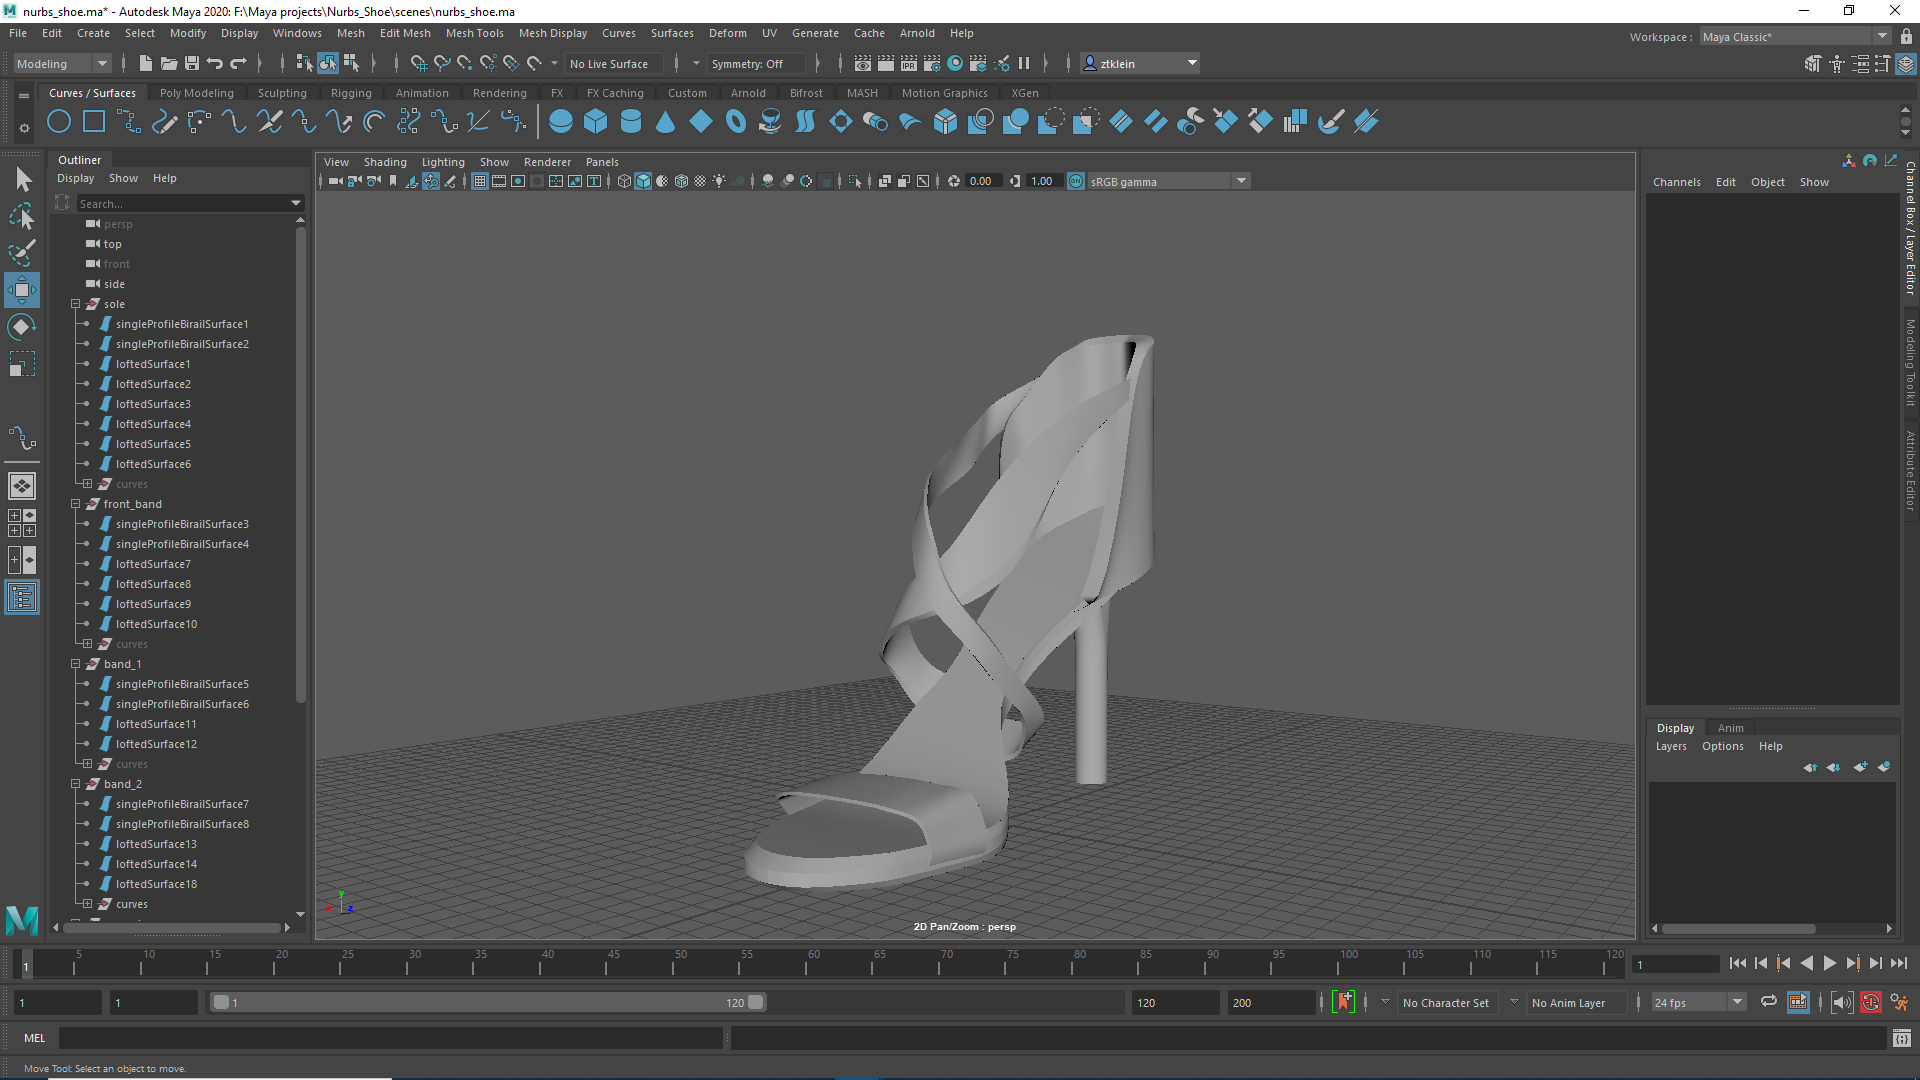 nurbs_shoe.ma* - Autodesk Maya 2020: F:\Maya projects\Nurbs_Shoe\scenes\nurbs_shoe.ma
File Edit Create Select Modify Display Windows Mesh Edit Mesh Mesh Tools Mesh Display Curves Surfaces Deform UV Generate Cache Arnold Help
Workspace : Maya Classic*
Modeling No Live Surface Symmetry: Off IPR ztklein
Curves / Surfaces Poly Modeling Sculpting Rigging Animation Rendering FX FX Caching Custom Arnold Bifrost MASH Motion Graphics XGen
Outliner
Display Show Help
Search...
persp
top
front
side
sole
singleProfileBirailSurface1
singleProfileBirailSurface2
loftedSurface1
loftedSurface2
loftedSurface3
loftedSurface4
loftedSurface5
loftedSurface6
curves
front_band
singleProfileBirailSurface3
singleProfileBirailSurface4
loftedSurface7
loftedSurface8
loftedSurface9
loftedSurface10
curves
band_1
singleProfileBirailSurface5
singleProfileBirailSurface6
loftedSurface11
loftedSurface12
curves
band_2
singleProfileBirailSurface7
singleProfileBirailSurface8
loftedSurface13
loftedSurface14
loftedSurface18
curves
View Shading Lighting Show Renderer Panels
0.00 1.00 ON sRGB gamma
y
z
2D Pan/Zoom : persp
Channels Edit Object Show
Channel Box / Layer Editor
Modeling Toolkit
Attribute Editor
Display Anim
Layers Options Help
1 5 10 15 20 25 30 35 40 45 50 55 60 65 70 75 80 85 90 95 100 105 110 115 120 1
1 1 1 120 120 200 No Character Set No Anim Layer 24 fps
MEL
Move Tool: Select an object to move.